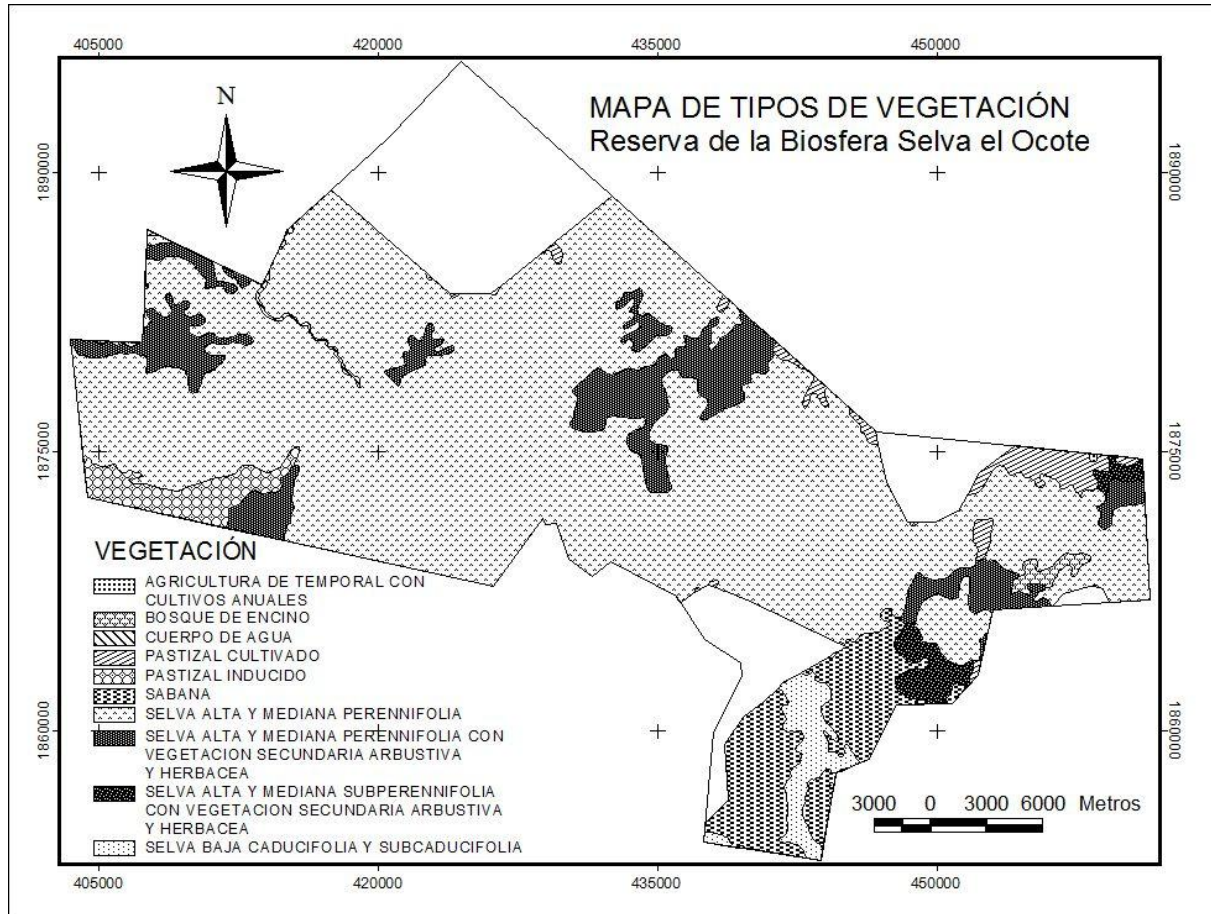 405000 420000 435000 450000
N
MAPA DE TIPOS DE VEGETACIÓN
Reserva de la Biosfera Selva el Ocote
1890000 1890000
1875000 1875000
1860000 1860000
VEGETACIÓN
AGRICULTURA DE TEMPORAL CON
CULTIVOS ANUALES
BOSQUE DE ENCINO
CUERPO DE AGUA
PASTIZAL CULTIVADO
PASTIZAL INDUCIDO
SABANA
SELVA ALTA Y MEDIANA PERENNIFOLIA
SELVA ALTA Y MEDIANA PERENNIFOLIA CON
VEGETACION SECUNDARIA ARBUSTIVA
Y HERBACEA
SELVA ALTA Y MEDIANA SUBPERENNIFOLIA
CON VEGETACION SECUNDARIA ARBUSTIVA
Y HERBACEA
SELVA BAJA CADUCIFOLIA Y SUBCADUCIFOLIA
3000 0 3000 6000 Metros
405000 420000 435000 450000